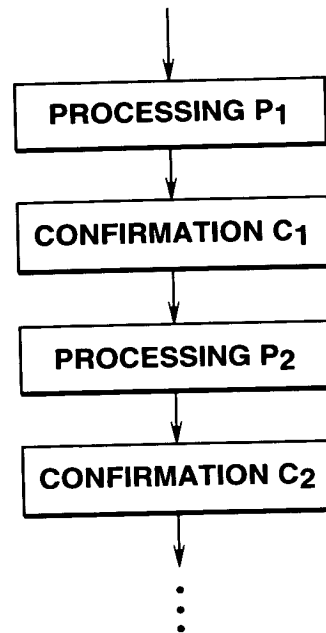 PROCESSING P1
CONFIRMATION C1
PROCESSING P2
CONFIRMATION C2